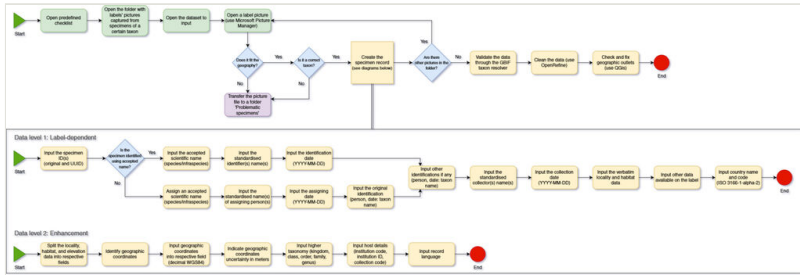 Open predefined
checklist
Open the folder with
labels' pictures
captured from
specimens of a
certain taxon
Open the dataset to
input
Open a label picture
(use Microsoft Picture
Manager)
Start
Does it fit the
geography?
Yes
No
Is it a correct
taxon?
Yes
No
Transfer the picture
file to a folder
'Problematic
specimens'
Create the
specimen record
(use diagrams below)
Are there
other pictures in the
folder?
Yes
No
Validate the data
through the GBIF
taxon resolver
Clean the data (use
OpenRefine)
Check and fix
geographic outlets
(use QGis)
End
Data level 1: Label-dependent
Start
Input the specimen
ID(s)
(original and UUID)
Is the
specimen identified
using accepted
name?
Yes
No
Input the accepted
scientific name
(species/infraspecies)
Input the
standardised
identifier(s) name(s)
Input the identification
date
(YYYY-MM-DD)
Assign an accepted
scientific name
(species/infraspecies)
Input the
standardised name(s)
of assigning person(s)
Input the assigning
date
(YYYY-MM-DD)
Input the original
identification
(person, date: taxon
name)
Input other
identifications if any
(person, date: taxon
name)
Input the
standardised
collector(s) name(s)
Input the collection
date
(YYYY-MM-DD)
Input the verbatim
locality and habitat
data
Input other data
available on the label
Input country name
and code
(ISO 3166-1-alpha-2)
End
Data level 2: Enhancement
Start
Split the locality,
habitat, and elevation
data into respective
fields
Identify geographic
coordinates
Input geographic
coordinates
into respective field
(decimal WGS84)
Indicate geographic
coordinates
uncertainty in meters
Input higher
taxonomy (kingdom,
class, order, family,
genus)
Input host details
(institution code,
institution ID,
collection code)
Input record
language
End